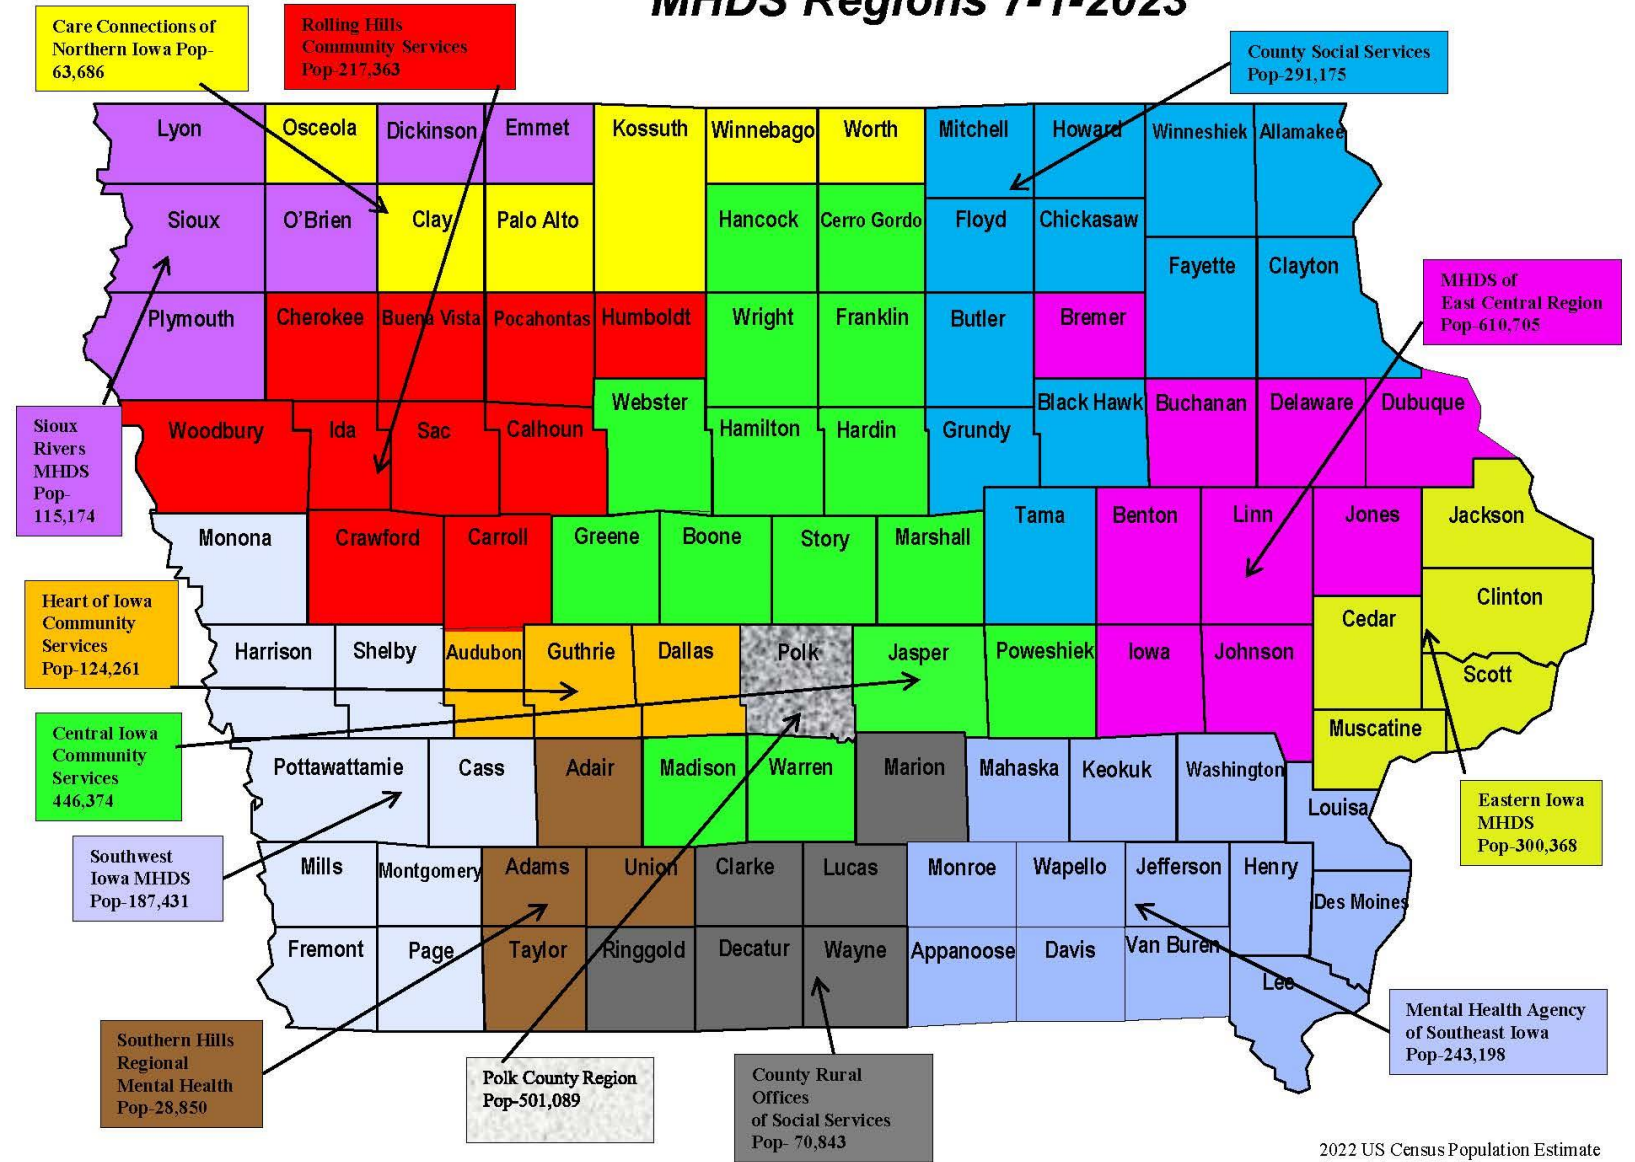 MHDS Regions 7-1-2023
Care Connections of
Northern Iowa Pop-
63,686
Rolling Hills
Community Services
Pop-217,363
County Social Services
Pop-291,175
Lyon
Osceola
Dickinson
Emmet
Kossuth
Winnebago
Worth
Mitchell
Howard
Winneshiek
Allamakee
Sioux
O'Brien
Clay
Palo Alto
Hancock
Cerro Gordo
Floyd
Chickasaw
Fayette
Clayton
MHDS of
East Central Region
Pop-610,705
Plymouth
Cherokee
Buena Vista
Pocahontas
Humboldt
Wright
Franklin
Butler
Bremer
Sioux
Rivers
MHDS
Pop-
115,174
Woodbury
Ida
Sac
Calhoun
Webster
Hamilton
Hardin
Grundy
Black Hawk
Buchanan
Delaware
Dubuque
Monona
Crawford
Carroll
Greene
Boone
Story
Marshall
Tama
Benton
Linn
Jones
Jackson
Clinton
Cedar
Heart of Iowa
Community
Services
Pop-124,261
Harrison
Shelby
Audubon
Guthrie
Dallas
Polk
Jasper
Poweshiek
Iowa
Johnson
Scott
Muscatine
Central Iowa
Community
Services
446,374
Pottawattamie
Cass
Adair
Madison
Warren
Marion
Mahaska
Keokuk
Washington
Louisa
Eastern Iowa
MHDS
Pop-300,368
Southwest
Iowa MHDS
Pop-187,431
Mills
Montgomery
Adams
Union
Clarke
Lucas
Monroe
Wapello
Jefferson
Henry
Des Moines
Fremont
Page
Taylor
Ringgold
Decatur
Wayne
Appanoose
Davis
Van Buren
Lee
Southern Hills
Regional
Mental Health
Pop-28,850
Polk County Region
Pop-501,089
County Rural
Offices
of Social Services
Pop- 70,843
Mental Health Agency
of Southeast Iowa
Pop-243,198
2022 US Census Population Estimate